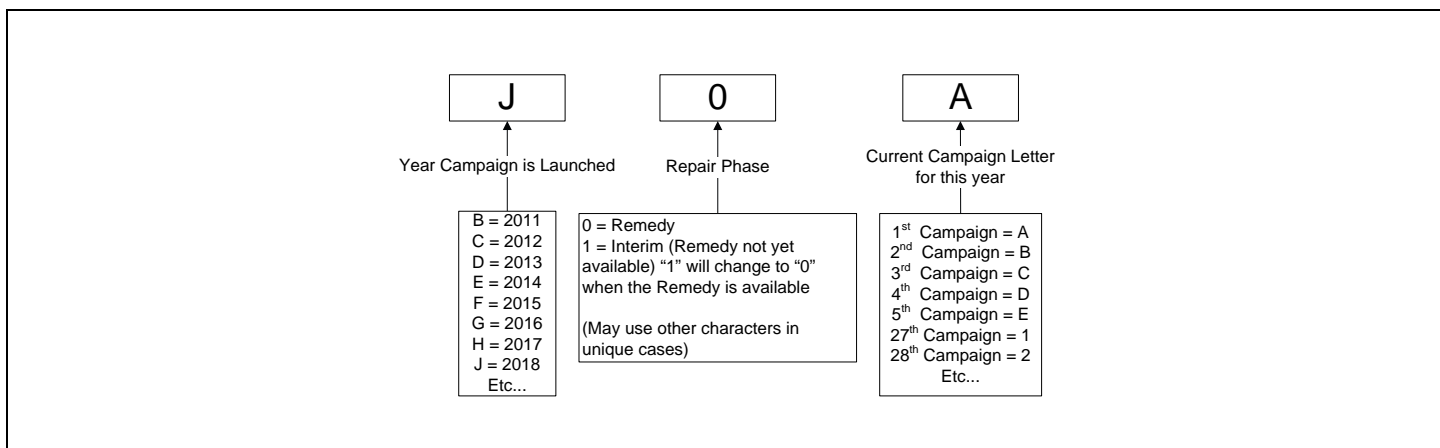 J
0
A
Year Campaign is Launched
Repair Phase
Current Campaign Letter
for this year
B = 2011
C = 2012
D = 2013
E = 2014
F = 2015
G = 2016
H = 2017
J = 2018
Etc...
0 = Remedy
1 = Interim (Remedy not yet
available) “1” will change to “0”
when the Remedy is available
(May use other characters in
unique cases)
1st Campaign = A
2nd Campaign = B
3rd Campaign = C
4th Campaign = D
5th Campaign = E
27th Campaign = 1
28th Campaign = 2
Etc...